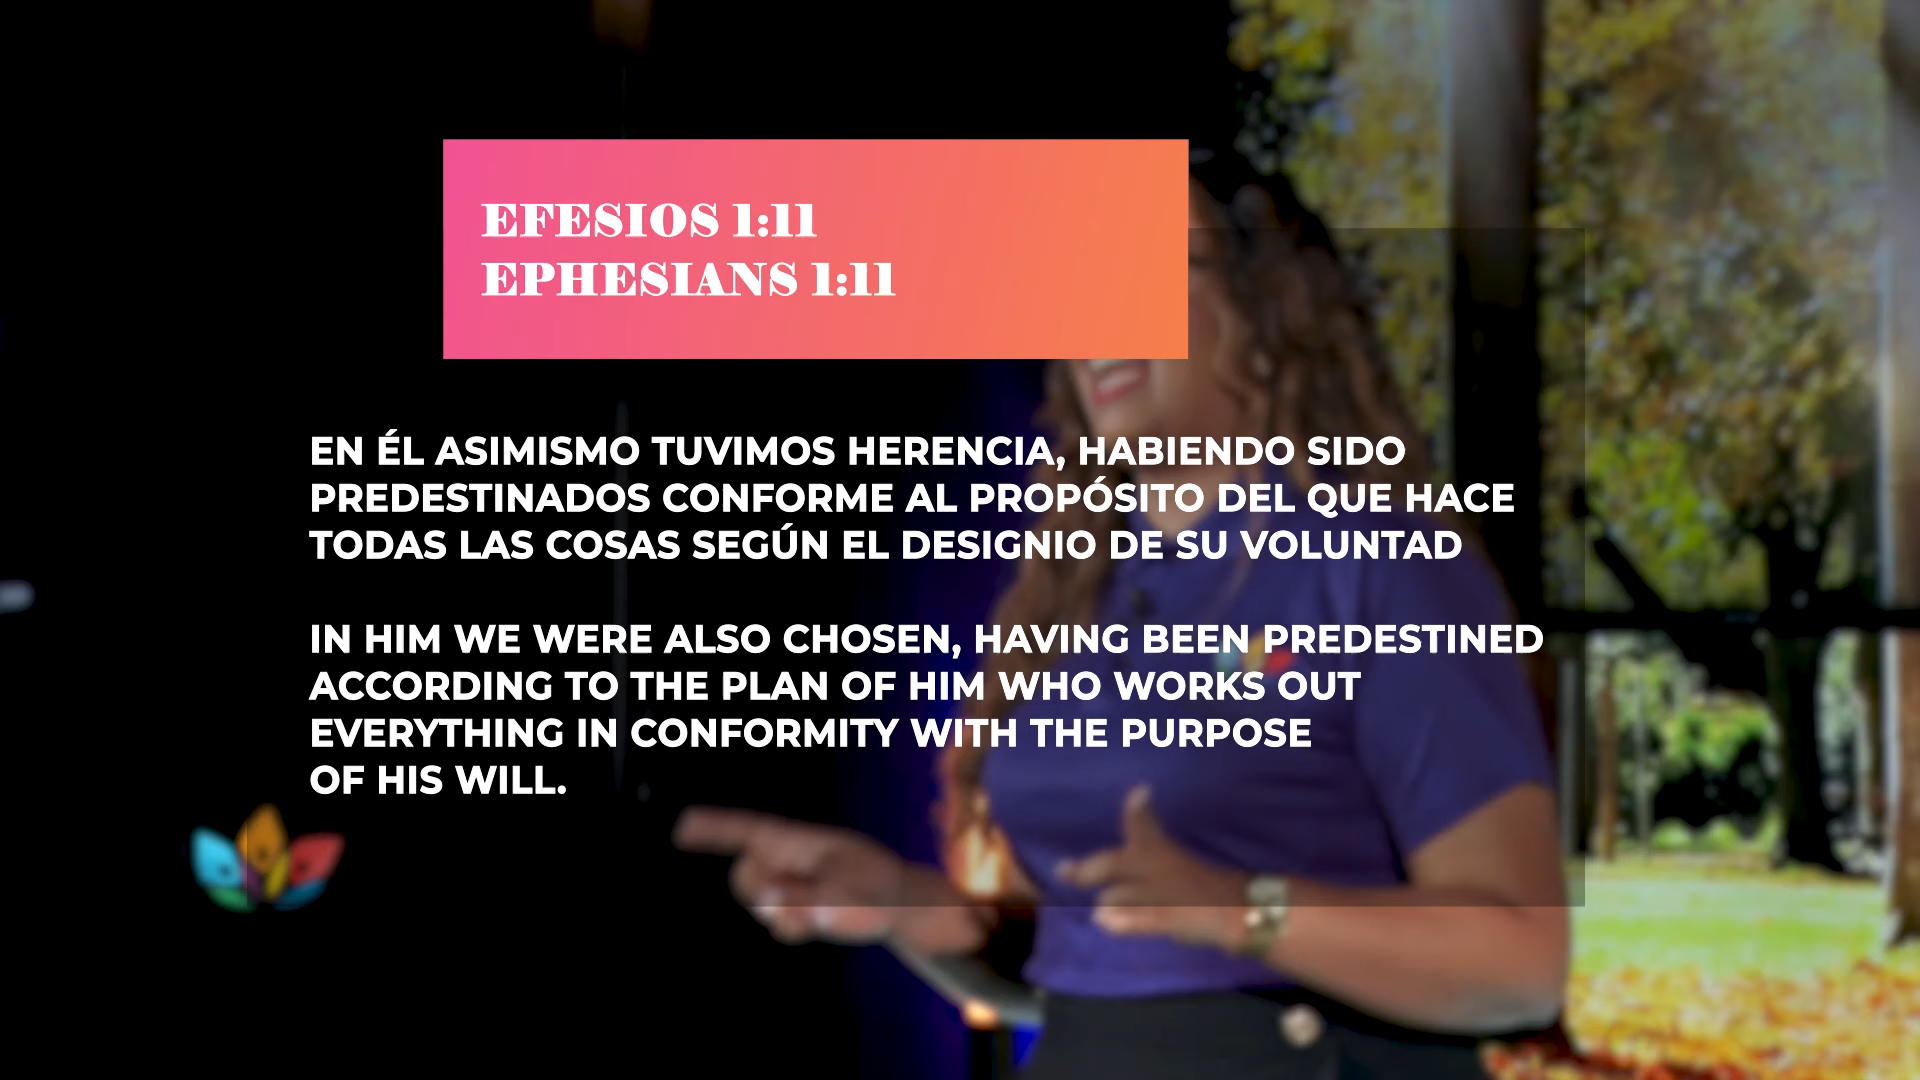 EFESIOS 1:11
EPHESIANS 1:11
EN ÉL ASIMISMO TUVIMOS HERENCIA, HABIENDO SIDO
PREDESTINADOS CONFORME AL PROPÓSITO DEL QUE HACE
TODAS LAS COSAS SEGÚN EL DESIGNIO DE SU VOLUNTAD
IN HIM WE WERE ALSO CHOSEN, HAVING BEEN PREDESTINED
ACCORDING TO THE PLAN OF HIM WHO WORKS OUT
EVERYTHING IN CONFORMITY WITH THE PURPOSE
OF HIS WILL.